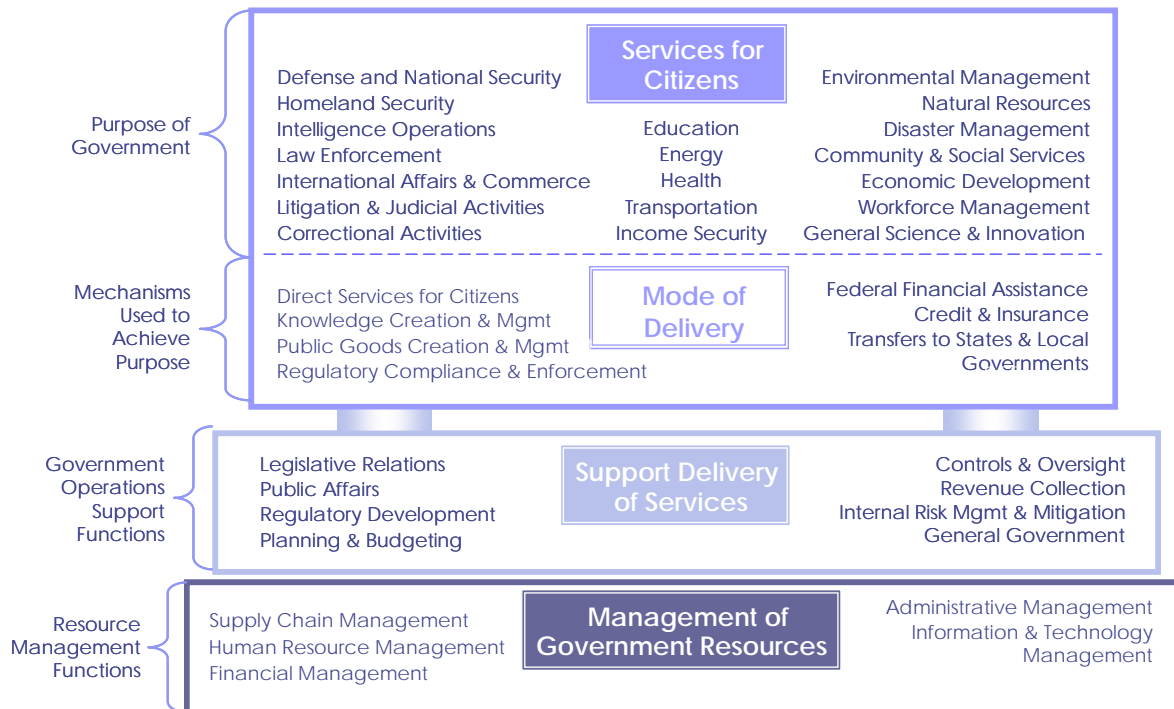 Purpose of
Government
Services for
Citizens
Defense and National Security
Homeland Security
Intelligence Operations
Law Enforcement
International Affairs & Commerce
Litigation & Judicial Activities
Correctional Activities
Education
Energy
Health
Transportation
Income Security
Environmental Management
Natural Resources
Disaster Management
Community & Social Services
Economic Development
Workforce Management
General Science & Innovation
Mechanisms
Used to
Achieve
Purpose
Mode of
Delivery
Direct Services for Citizens
Knowledge Creation & Mgmt
Public Goods Creation & Mgmt
Regulatory Compliance & Enforcement
Federal Financial Assistance
Credit & Insurance
Transfers to States & Local
Governments
Government
Operations
Support
Functions
Support Delivery
of Services
Legislative Relations
Public Affairs
Regulatory Development
Planning & Budgeting
Controls & Oversight
Revenue Collection
Internal Risk Mgmt & Mitigation
General Government
Resource
Management
Functions
Management of
Government Resources
Supply Chain Management
Human Resource Management
Financial Management
Administrative Management
Information & Technology
Management